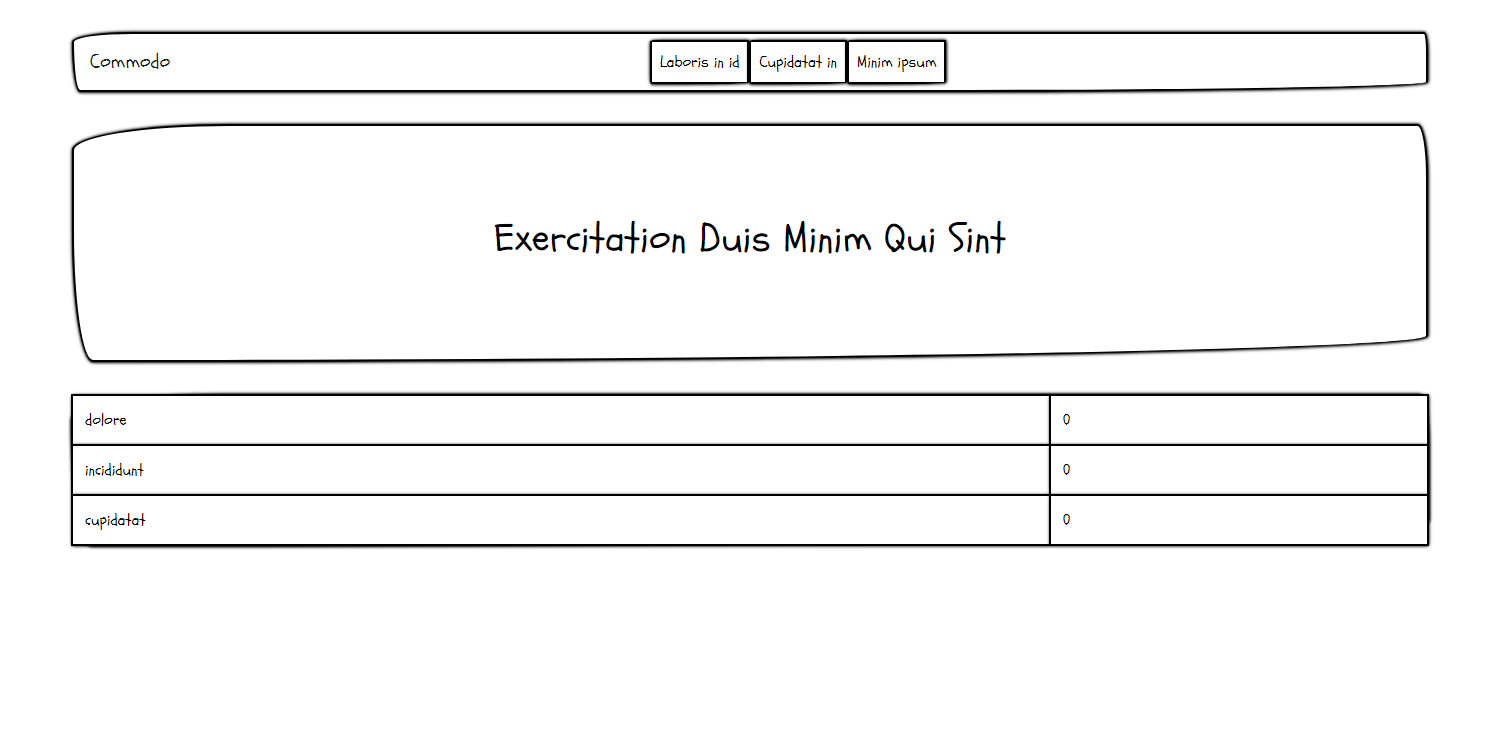 Commodo
Laboris in id
Cupidatat in
Minim ipsum
Exercitation Duis Minim Qui Sint
dolore 0
incididunt 0
cupidatat 0